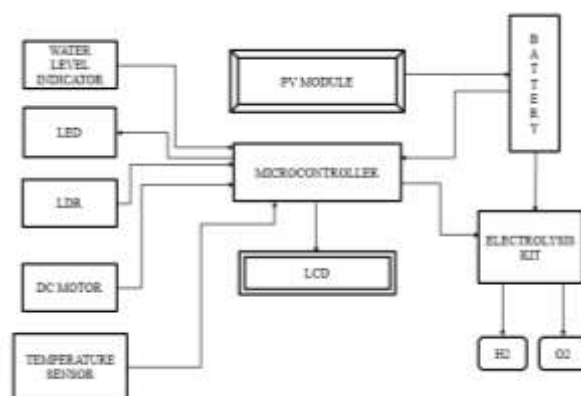 WATER
LEVEL
INDICATOR
LED
LDR
DC MOTOR
TEMPERATURE
SENSOR
PV MODULE
MICROCONTROLLER
LCD
B
A
T
T
E
R
Y
ELECTROLYSIS
KIT
H2
O2